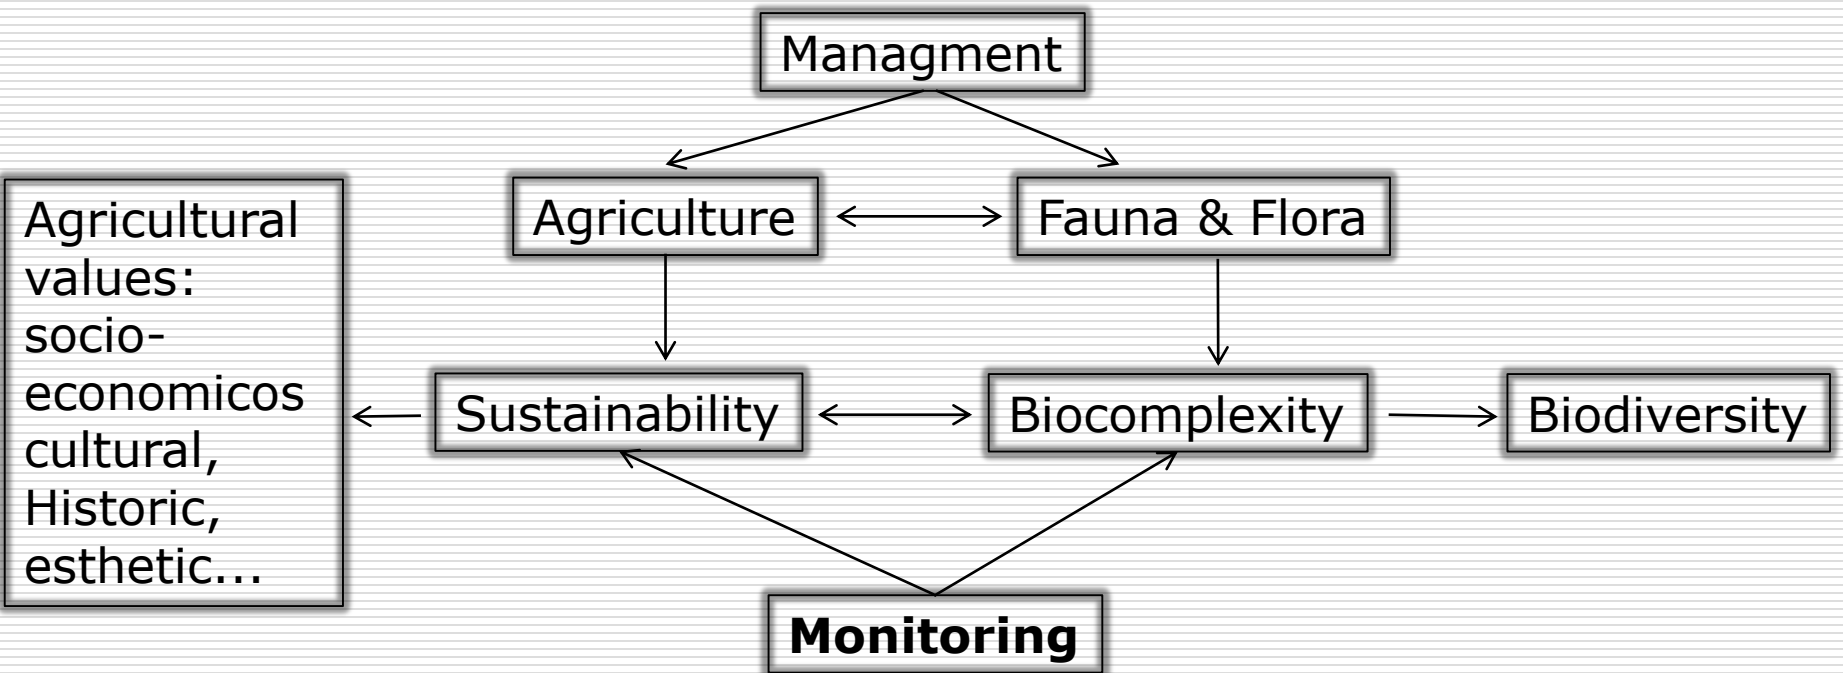 Managment
Agriculture
Fauna & Flora
Agricultural
values:
socio-
economicos
cultural,
Historic,
esthetic...
Sustainability
Biocomplexity
Biodiversity
Monitoring